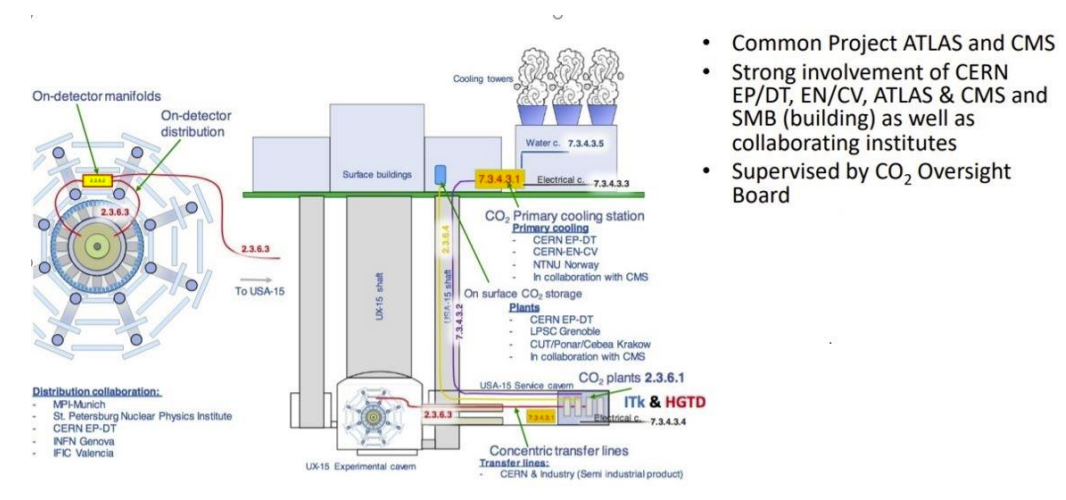 On-detector manifolds
On-detector
distribution
2.3.6.3
2.3.6.3
To USA-15
Distribution collaboration:
- MPI-Munich
- St. Petersburg Nuclear Physics Institute
- CERN EP-DT
- INFN Genova
- IFIC Valencia
Cooling towers
Water c. 7.3.4.3.5
Surface buildings
7.3.4.3.1
Electrical c. 7.3.4.3.3
CO₂ Primary cooling station
Primary cooling
- CERN EP-DT
- CERN-EN-CV
- NTNU Norway
- In collaboration with CMS
UX-15 shaft
2.3.6.4
USA-15 shaft
7.3.4.3.2
On surface CO₂ storage
Plants
- CERN EP-DT
- LPSC Grenoble
- CUT/Ponar/Cebea Krakow
- In collaboration with CMS
USA-15 Service cavern
CO₂ plants 2.3.6.1
ITk & HGTD
2.3.6.3
7.3.4.3.1
Electrical c. 7.3.4.3.4
Concentric transfer lines
Transfer lines:
- CERN & Industry (Semi industrial product)
UX-15 Experimental cavern
• Common Project ATLAS and CMS
• Strong involvement of CERN
EP/DT, EN/CV, ATLAS & CMS and
SMB (building) as well as
collaborating institutes
• Supervised by CO₂ Oversight
Board